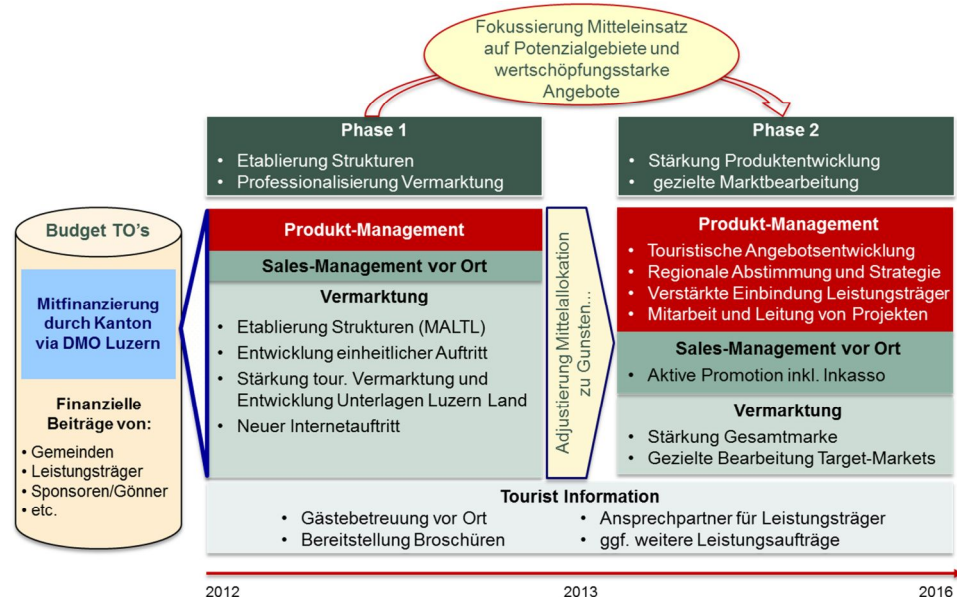 Fokussierung Mitteleinsatz
auf Potenzialgebiete und
wertschöpfungsstarke
Angebote
Phase 1
• Etablierung Strukturen
• Professionalisierung Vermarktung
Phase 2
• Stärkung Produktentwicklung
• gezielte Marktbearbeitung
Budget TO's
Mitfinanzierung
durch Kanton
via DMO Luzern
Finanzielle
Beiträge von:
• Gemeinden
• Leistungsträger
• Sponsoren/Gönner
• etc.
Produkt-Management
Sales-Management vor Ort
Vermarktung
• Etablierung Strukturen (MALTL)
• Entwicklung einheitlicher Auftritt
• Stärkung tour. Vermarktung und
Entwicklung Unterlagen Luzern Land
• Neuer Internetauftritt
Adjustierung Mittelallokation
zu Gunsten...
Produkt-Management
• Touristische Angebotsentwicklung
• Regionale Abstimmung und Strategie
• Verstärkte Einbindung Leistungsträger
• Mitarbeit und Leitung von Projekten
Sales-Management vor Ort
• Aktive Promotion inkl. Inkasso
Vermarktung
• Stärkung Gesamtmarke
• Gezielte Bearbeitung Target-Markets
Tourist Information
• Gästebetreuung vor Ort
• Bereitstellung Broschüren
• Ansprechpartner für Leistungsträger
• ggf. weitere Leistungsaufträge
2012
2013
2016